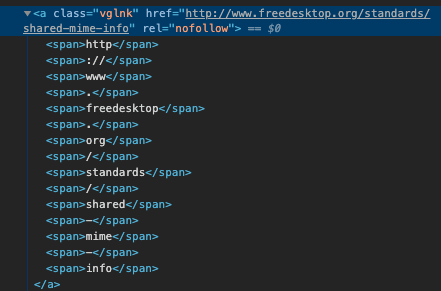 ▼<a class="vglnk" href="http://www.freedesktop.org/standards/
shared-mime-info" rel="nofollow"> == $0
<span>http</span>
<span>://</span>
<span>www</span>
<span>.</span>
<span>freedesktop</span>
<span>.</span>
<span>org</span>
<span>/</span>
<span>standards</span>
<span>/</span>
<span>shared</span>
<span>-</span>
<span>mime</span>
<span>-</span>
<span>info</span>
</a>